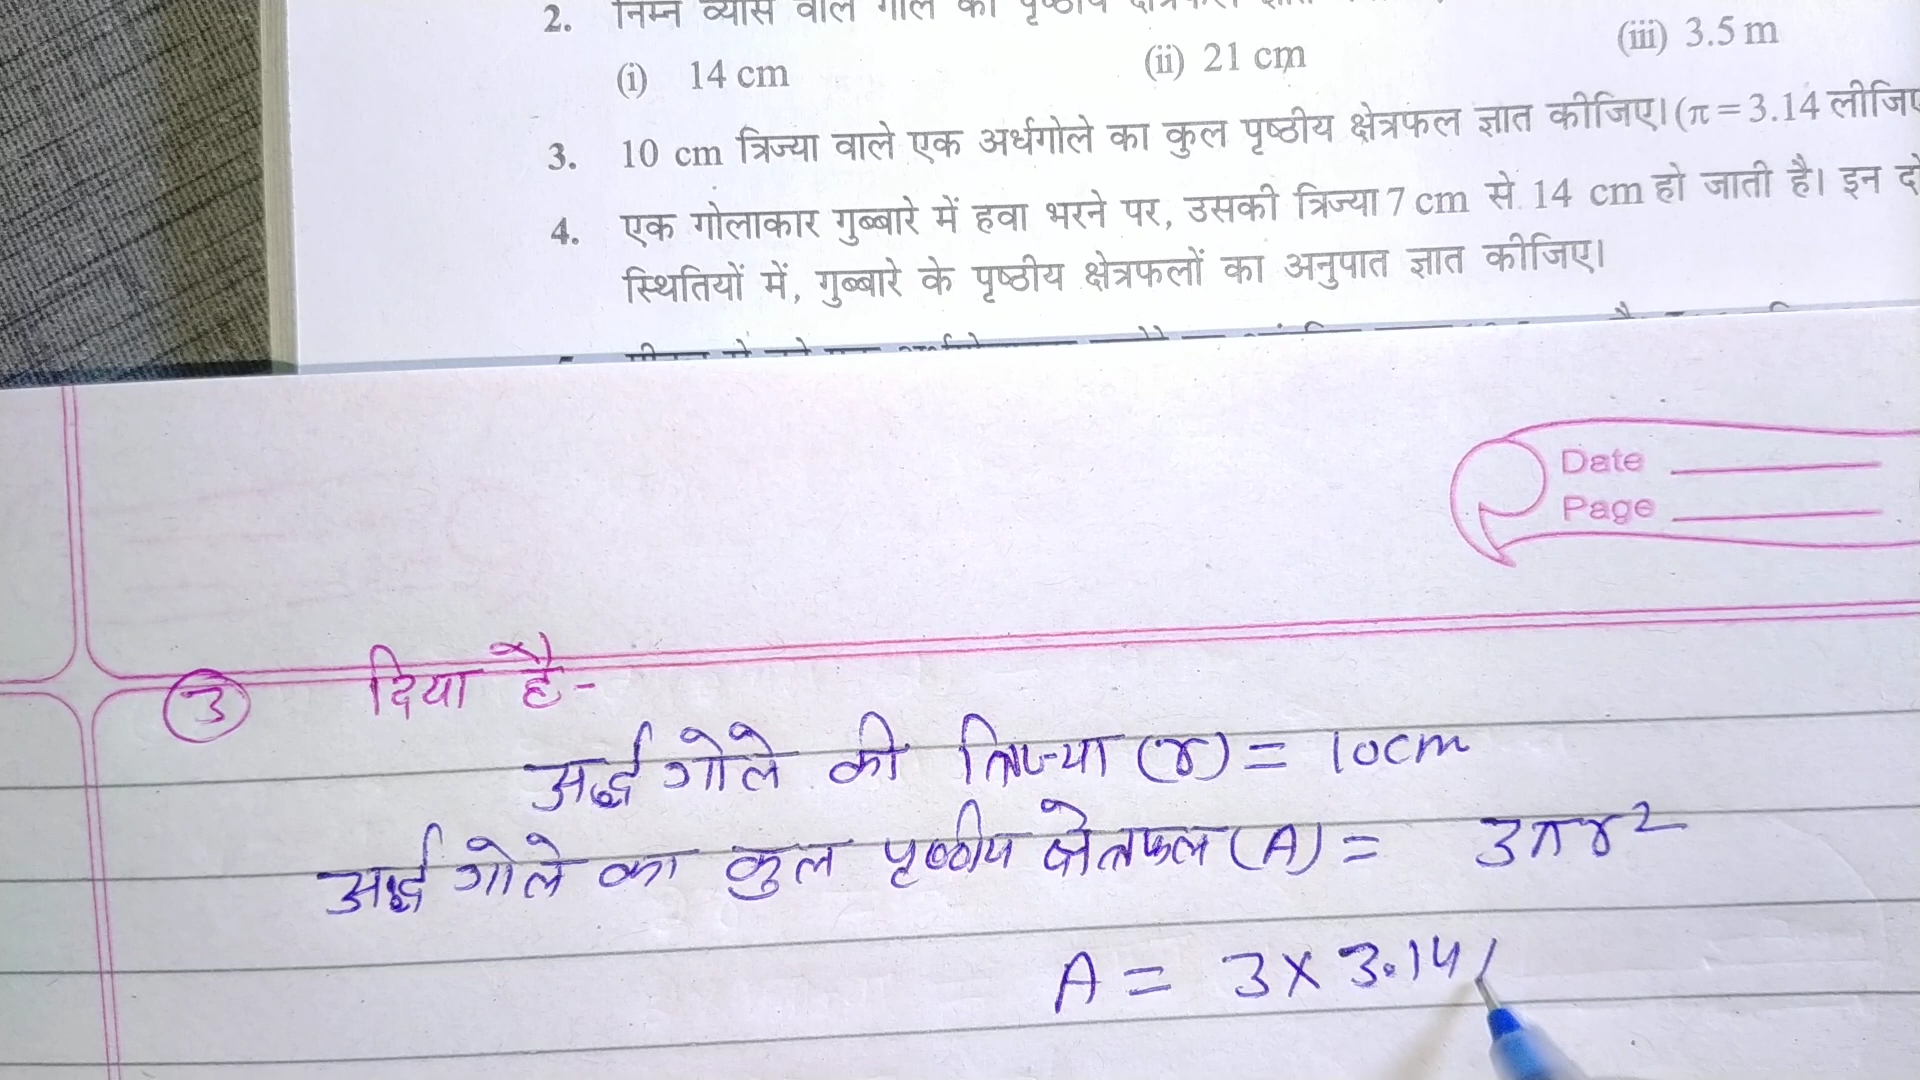 2. निम्न व्यास वाले गोले का पृष्ठीय क्षेत्रफल ज्ञात
(i) 14 cm (ii) 21 cm (iii) 3.5 m
3. 10 cm त्रिज्या वाले एक अर्धगोले का कुल पृष्ठीय क्षेत्रफल ज्ञात कीजिए। (π = 3.14 लीजिए
4. एक गोलाकार गुब्बारे में हवा भरने पर, उसकी त्रिज्या 7 cm से 14 cm हो जाती है। इन दो
स्थितियों में, गुब्बारे के पृष्ठीय क्षेत्रफलों का अनुपात ज्ञात कीजिए।
Date
Page
3 दिया है-
अर्द्ध गोले की त्रिज्या (r) = 10cm
अर्द्ध गोले का कुल पृष्ठीय क्षेत्रफल (A) = 3πr²
A = 3 × 3.14